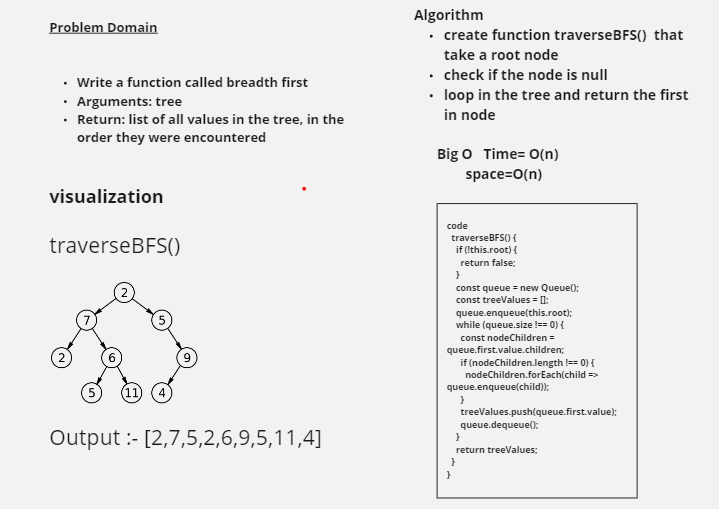 Problem Domain
• Write a function called breadth first
• Arguments: tree
• Return: list of all values in the tree, in the
order they were encountered
visualization
traverseBFS()
2
7 5
2 6 9
5 11 4
Output :- [2,7,5,2,6,9,5,11,4]
Algorithm
• create function traverseBFS()  that
take a root node
• check if the node is null
• loop in the tree and return the first
in node
Big O   Time= O(n)
space=O(n)
code
traverseBFS() {
if (!this.root) {
return false;
}
const queue = new Queue();
const treeValues = [];
queue.enqueue(this.root);
while (queue.size !== 0) {
const nodeChildren =
queue.first.value.children;
if (nodeChildren.length !== 0) {
nodeChildren.forEach(child =>
queue.enqueue(child));
}
treeValues.push(queue.first.value);
queue.dequeue();
}
return treeValues;
}
}